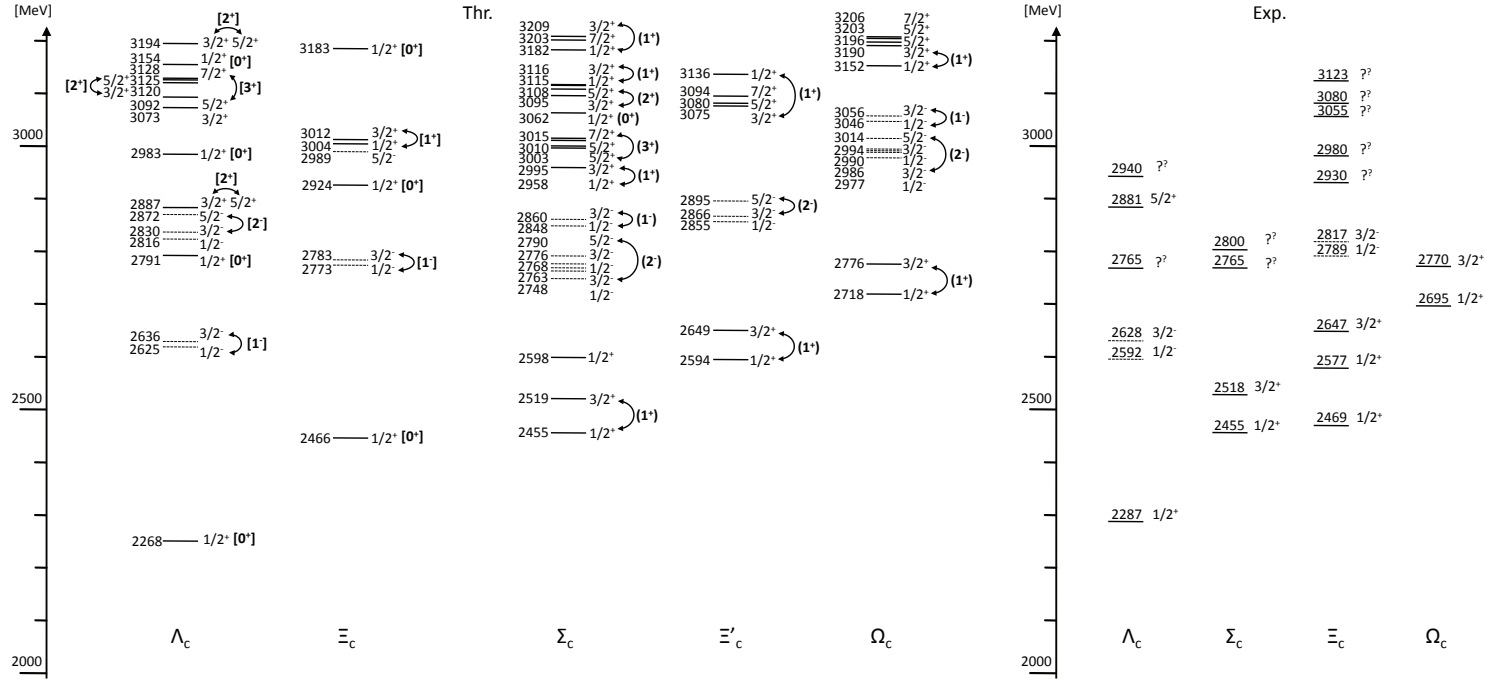 [MeV]
Thr.
3000
2500
2000
[2⁺]
3194 3/2⁺ 5/2⁺
3154 1/2⁺ [0⁺]
3128 7/2⁺
[2⁺] 5/2⁺ 3125 [3⁺]
3/2⁺ 3120
3092 5/2⁺
3073 3/2⁺
2983 1/2⁺ [0⁺]
[2⁺]
2887 3/2⁺ 5/2⁺
2872 5/2⁻
[2⁻]
2830 3/2⁻
2816 1/2⁻
2791 1/2⁺ [0⁺]
2636 3/2⁻
[1⁻]
2625 1/2⁻
2268 1/2⁺ [0⁺]
Λc
3183 1/2⁺ [0⁺]
3012 3/2⁺
[1⁺]
3004 1/2⁺
2989 5/2⁻
2924 1/2⁺ [0⁺]
2783 3/2⁻
[1⁻]
2773 1/2⁻
2466 1/2⁺ [0⁺]
Ξc
3209 3/2⁺
3203 7/2⁺ (1⁺)
3182 1/2⁺
3116 3/2⁺
(1⁺)
3115 1/2⁺
3108 5/2⁺
(2⁺)
3095 3/2⁺
3062 1/2⁺ (0⁺)
3015 7/2⁺
(3⁺)
3010 5/2⁺
3003 5/2⁺
2995 3/2⁺
(1⁺)
2958 1/2⁺
2860 3/2⁻
(1⁻)
2848 1/2⁻
2790 5/2⁻
2776 3/2⁻
(2⁻)
2768 1/2⁻
2763 3/2⁻
2748 1/2⁻
2598 1/2⁺
2519 3/2⁺
(1⁺)
2455 1/2⁺
Σc
3136 1/2⁺
3094 7/2⁺ (1⁺)
3080 5/2⁺
3075 3/2⁺
2895 5/2⁻
(2⁻)
2866 3/2⁻
2855 1/2⁻
2649 3/2⁺
(1⁺)
2594 1/2⁺
Ξ′c
3206 7/2⁺
3203 5/2⁺
3196 5/2⁺
3190 3/2⁺
(1⁺)
3152 1/2⁺
3056 3/2⁻
(1⁻)
3046 1/2⁻
3014 5/2⁻
2994 3/2⁻ (2⁻)
2990 1/2⁻
2986 3/2⁻
2977 1/2⁻
2776 3/2⁺
(1⁺)
2718 1/2⁺
Ωc
[MeV]
Exp.
3000
2500
2000
2940 ?ˀ
2881 5/2⁺
2765 ?ˀ
2628 3/2⁻
2592 1/2⁻
2287 1/2⁺
Λc
2800 ?ˀ
2765 ?ˀ
2518 3/2⁺
2455 1/2⁺
Σc
3123 ?ˀ
3080 ?ˀ
3055 ?ˀ
2980 ?ˀ
2930 ?ˀ
2817 3/2⁻
2789 1/2⁻
2647 3/2⁺
2577 1/2⁺
2469 1/2⁺
Ξc
2770 3/2⁺
2695 1/2⁺
Ωc